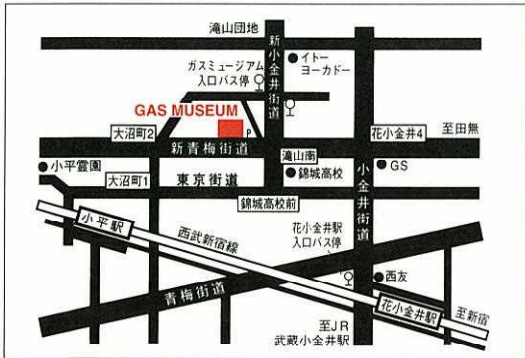 滝山団地
新小金井街道
ガスミュージアム
入口バス停
イトー
ヨーカドー
GAS MUSEUM
P
大沼町2
花小金井4
至田無
新青梅街道
滝山南
小平霊園
大沼町1
東京街道
錦城高校
GS
錦城高校前
小金井街道
小平駅
西武新宿線
花小金井駅
入口バス停
青梅街道
西友
花小金井駅
至新宿
至JR
武蔵小金井駅